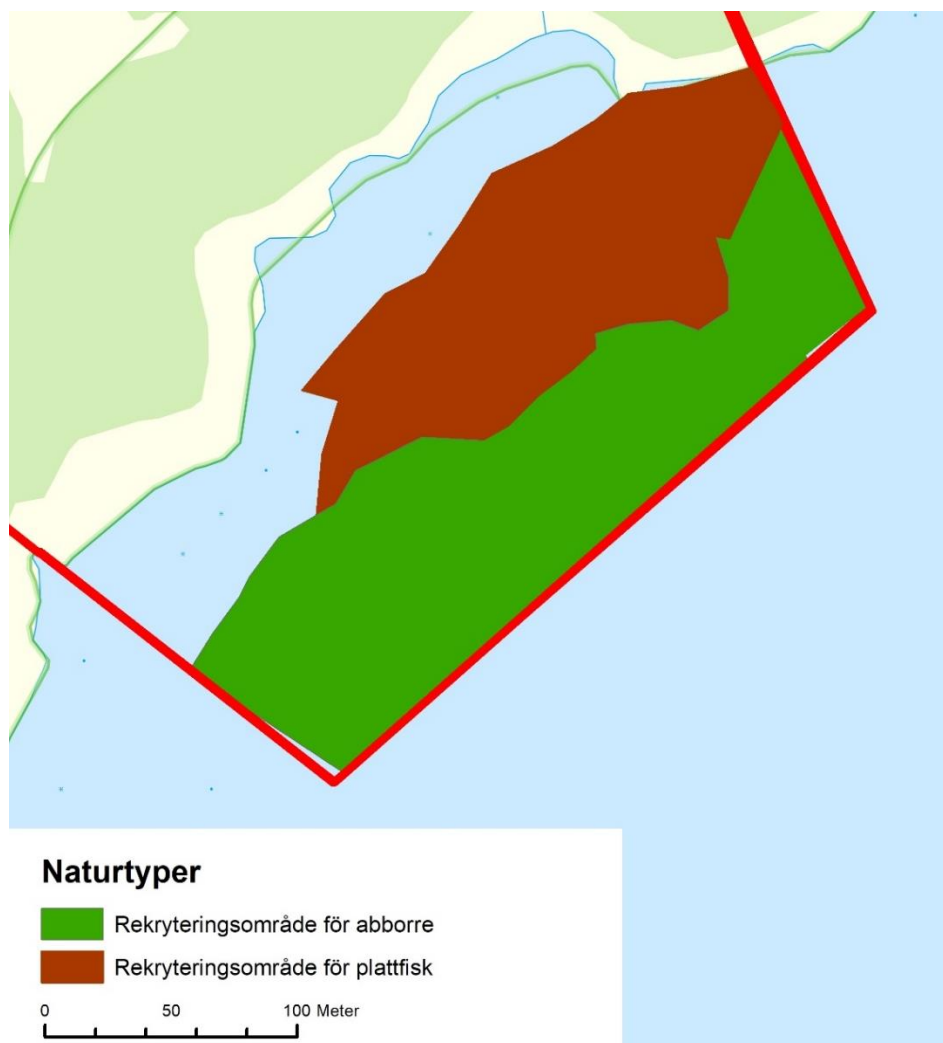 Naturtyper
Rekryteringsområde för abborre
Rekryteringsområde för plattfisk
0 50 100 Meter